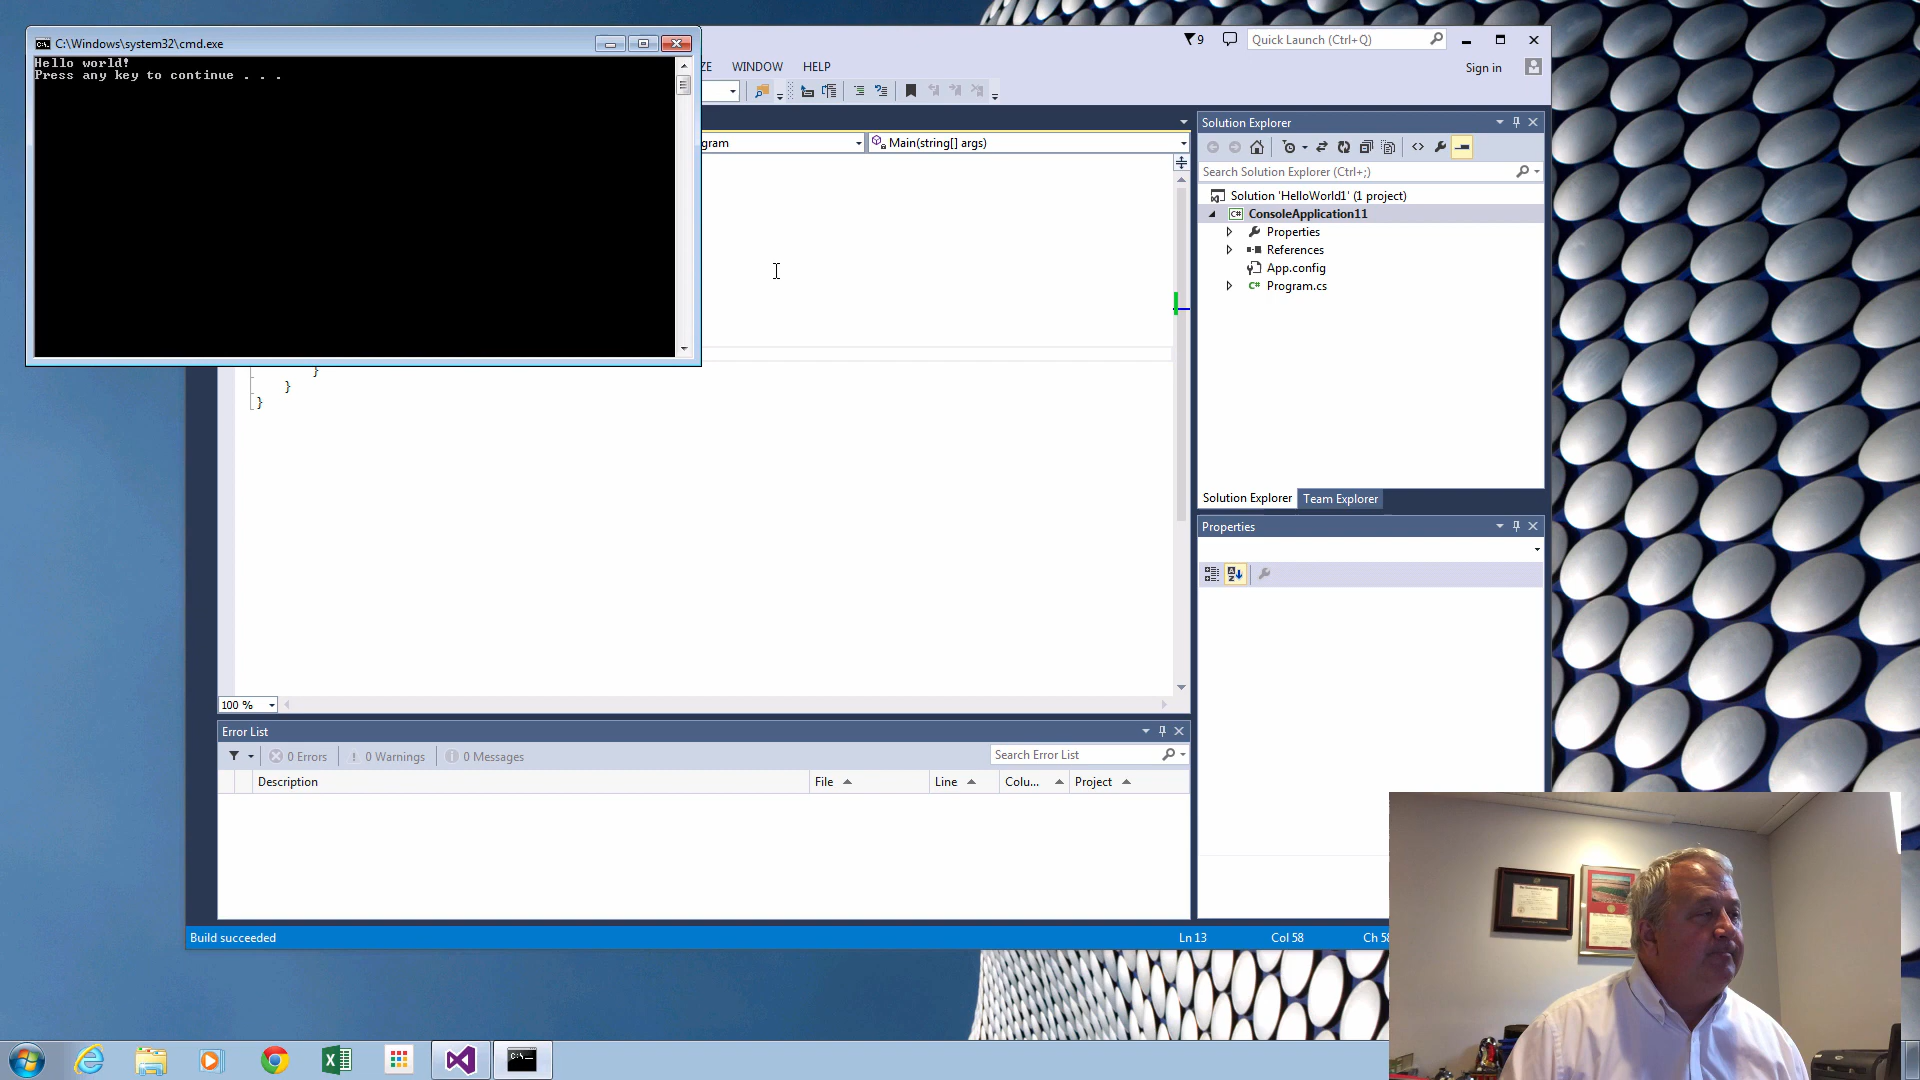 C:\Windows\system32\cmd.exe
Hello world!
Press any key to continue . . .
9
Quick Launch (Ctrl+Q)
ZE WINDOW HELP
Sign in
gram
Main(string[] args)
}
}
}
100 %
Solution Explorer
Search Solution Explorer (Ctrl+;)
Solution 'HelloWorld1' (1 project)
C# ConsoleApplication11
Properties
References
App.config
C# Program.cs
Solution Explorer Team Explorer
Properties
Error List
0 Errors 0 Warnings 0 Messages
Search Error List
Description File Line Colu... Project
Build succeeded
Ln 13 Col 58 Ch 58
C:\_